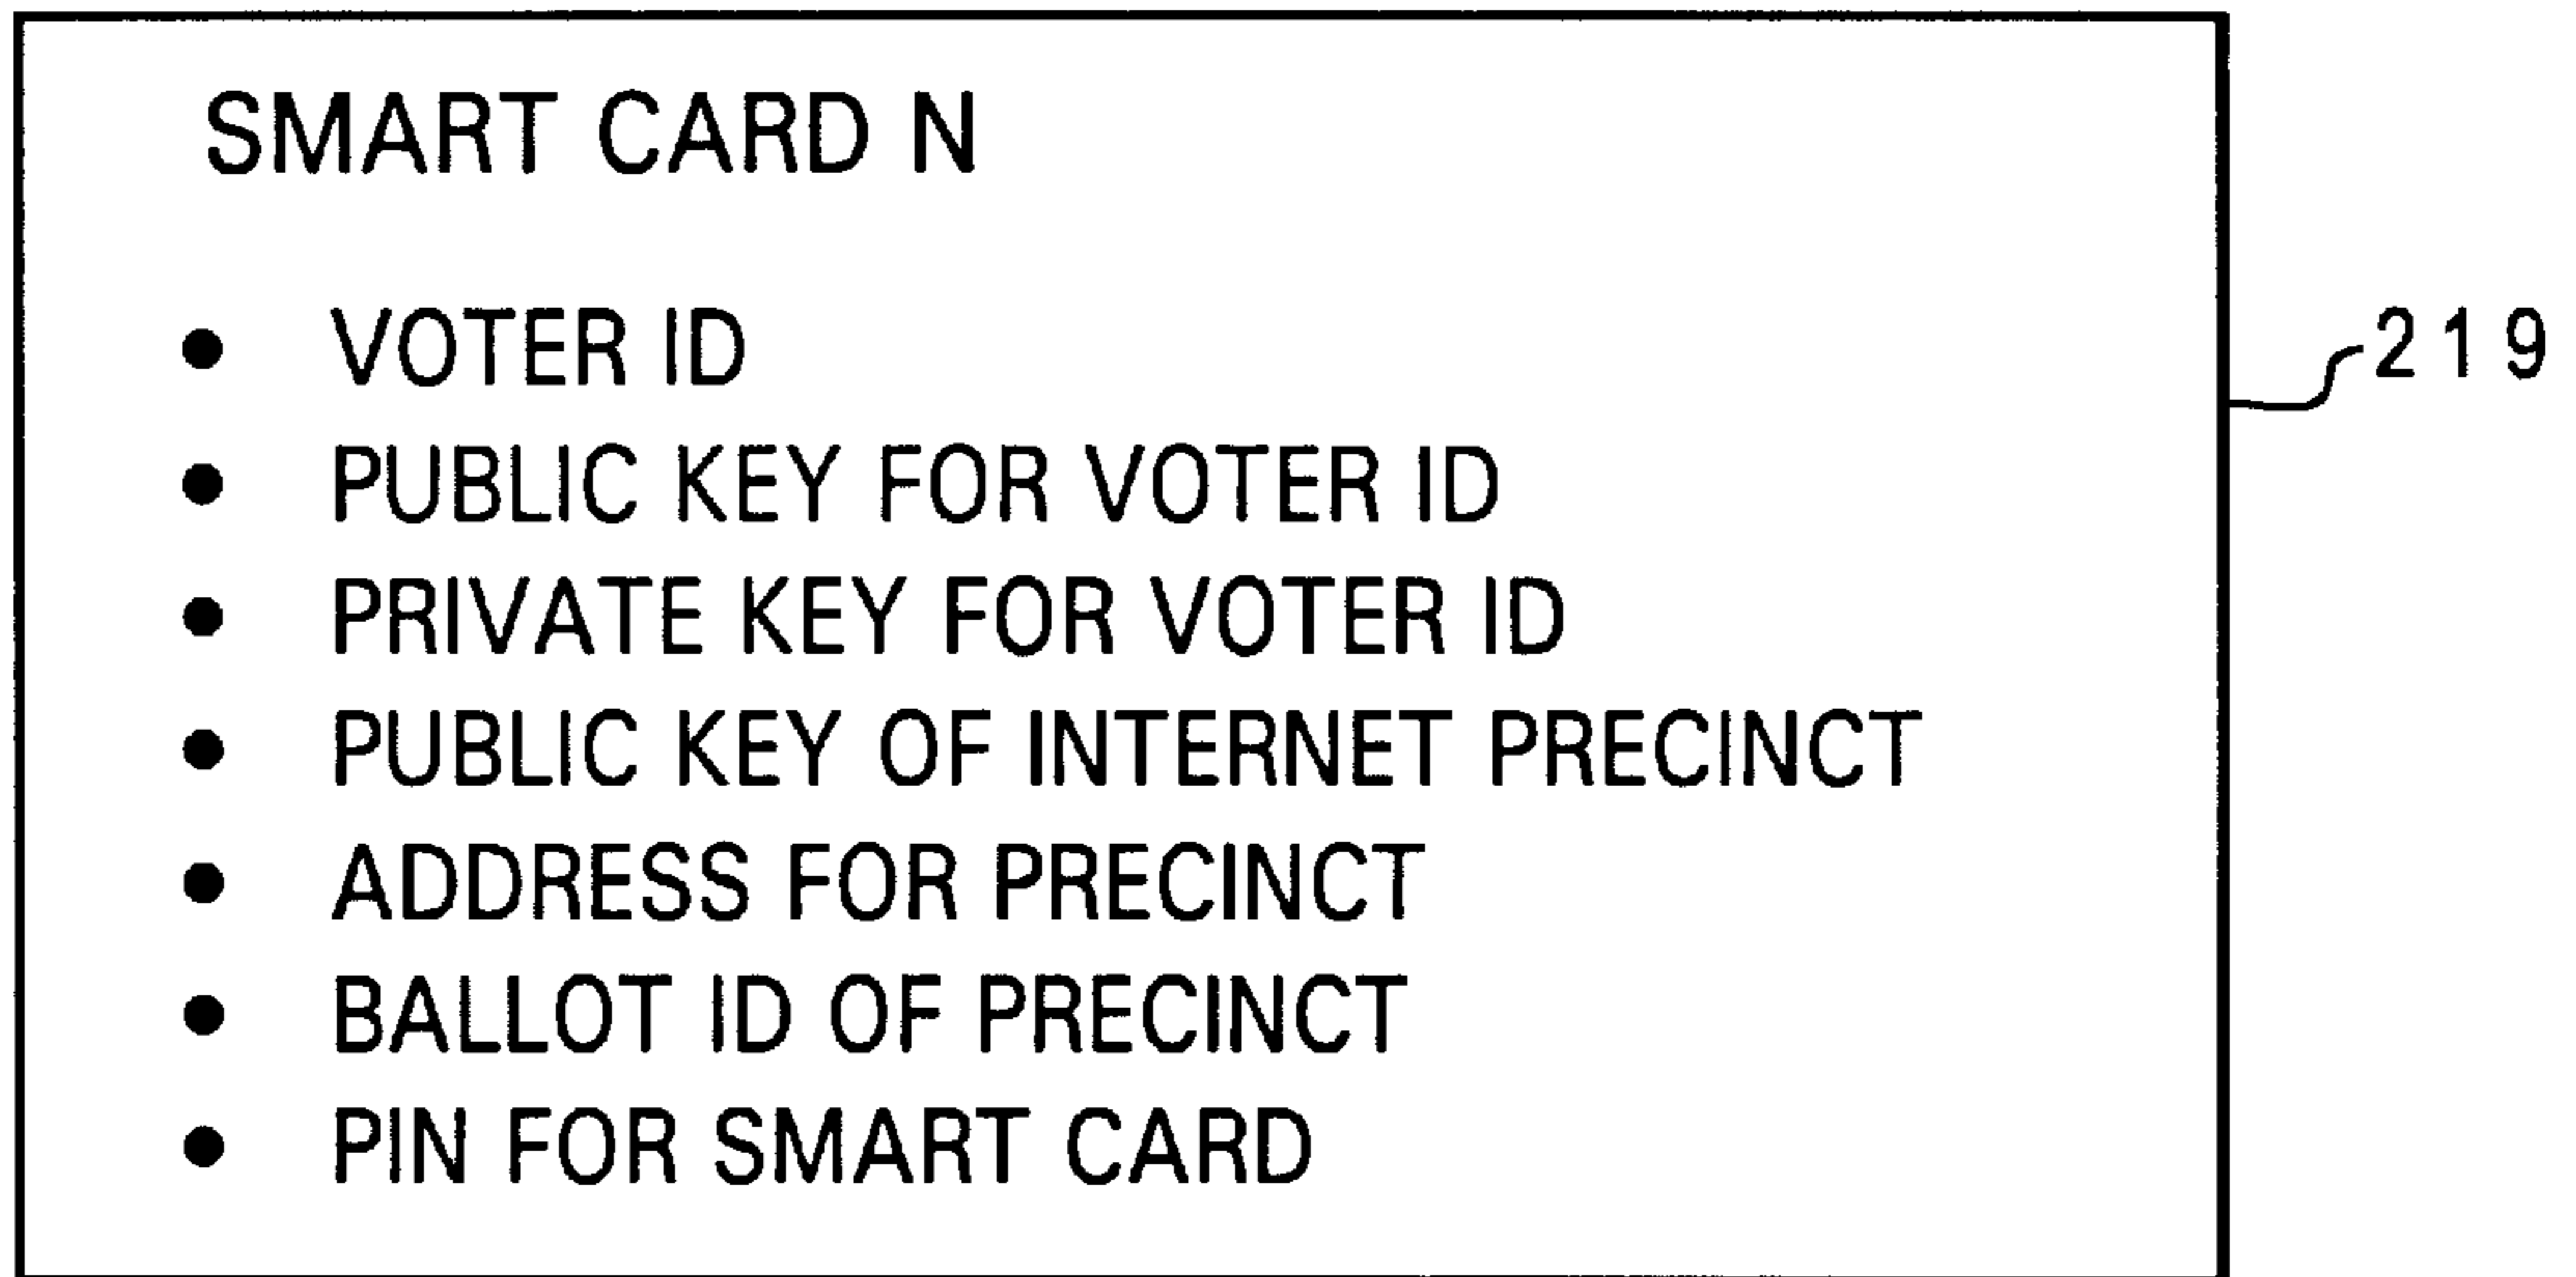 SMART CARD N
• VOTER ID
219
• PUBLIC KEY FOR VOTER ID
• PRIVATE KEY FOR VOTER ID
• PUBLIC KEY OF INTERNET PRECINCT
• ADDRESS FOR PRECINCT
• BALLOT ID OF PRECINCT
• PIN FOR SMART CARD